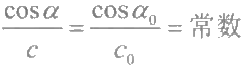 cosα/c = cosα₀/c₀ = 常数